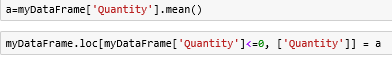 a=myDataFrame['Quantity'].mean()
myDataFrame.loc[myDataFrame['Quantity']<=0, ['Quantity']] = a